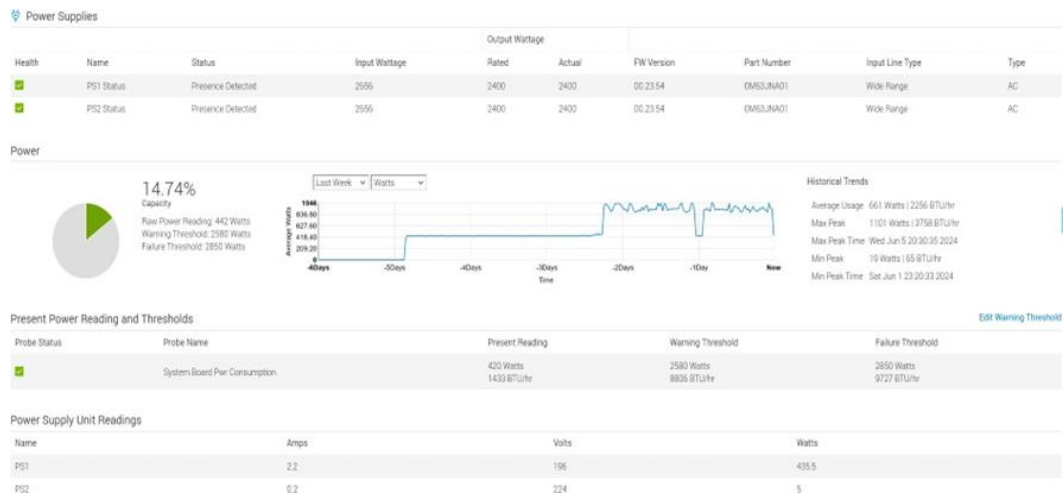 Power Supplies
Output Wattage
Health Name Status Input Wattage Rated Actual FW Version Part Number Input Line Type Type
PS1 Status Presence Detected 2656 2400 2400 00.23.54 0M63JNA01 Wide Range AC
PS2 Status Presence Detected 2656 2400 2400 00.23.54 0M63JNA01 Wide Range AC
Power
14.74%
Capacity
Raw Power Reading: 442 Watts
Warning Threshold: 2580 Watts
Failure Threshold: 2850 Watts
Last Week Watts
Average Watts
1046
836.80
627.60
418.40
209.20
0
-6Days -5Days -4Days -3Days -2Days -1Day Now
Time
Historical Trends
Average Usage 661 Watts | 2256 BTU/hr
Max Peak 1101 Watts | 3758 BTU/hr
Max Peak Time Wed Jun 5 20:30:35 2024
Min Peak 19 Watts | 65 BTU/hr
Min Peak Time Sat Jun 1 23:20:33 2024
Present Power Reading and Thresholds Edit Warning Threshold
Probe Status Probe Name Present Reading Warning Threshold Failure Threshold
System Board Pwr Consumption 420 Watts 2580 Watts 2850 Watts
1433 BTU/hr 8806 BTU/hr 9727 BTU/hr
Power Supply Unit Readings
Name Amps Volts Watts
PS1 2.2 196 435.5
PS2 0.2 224 5